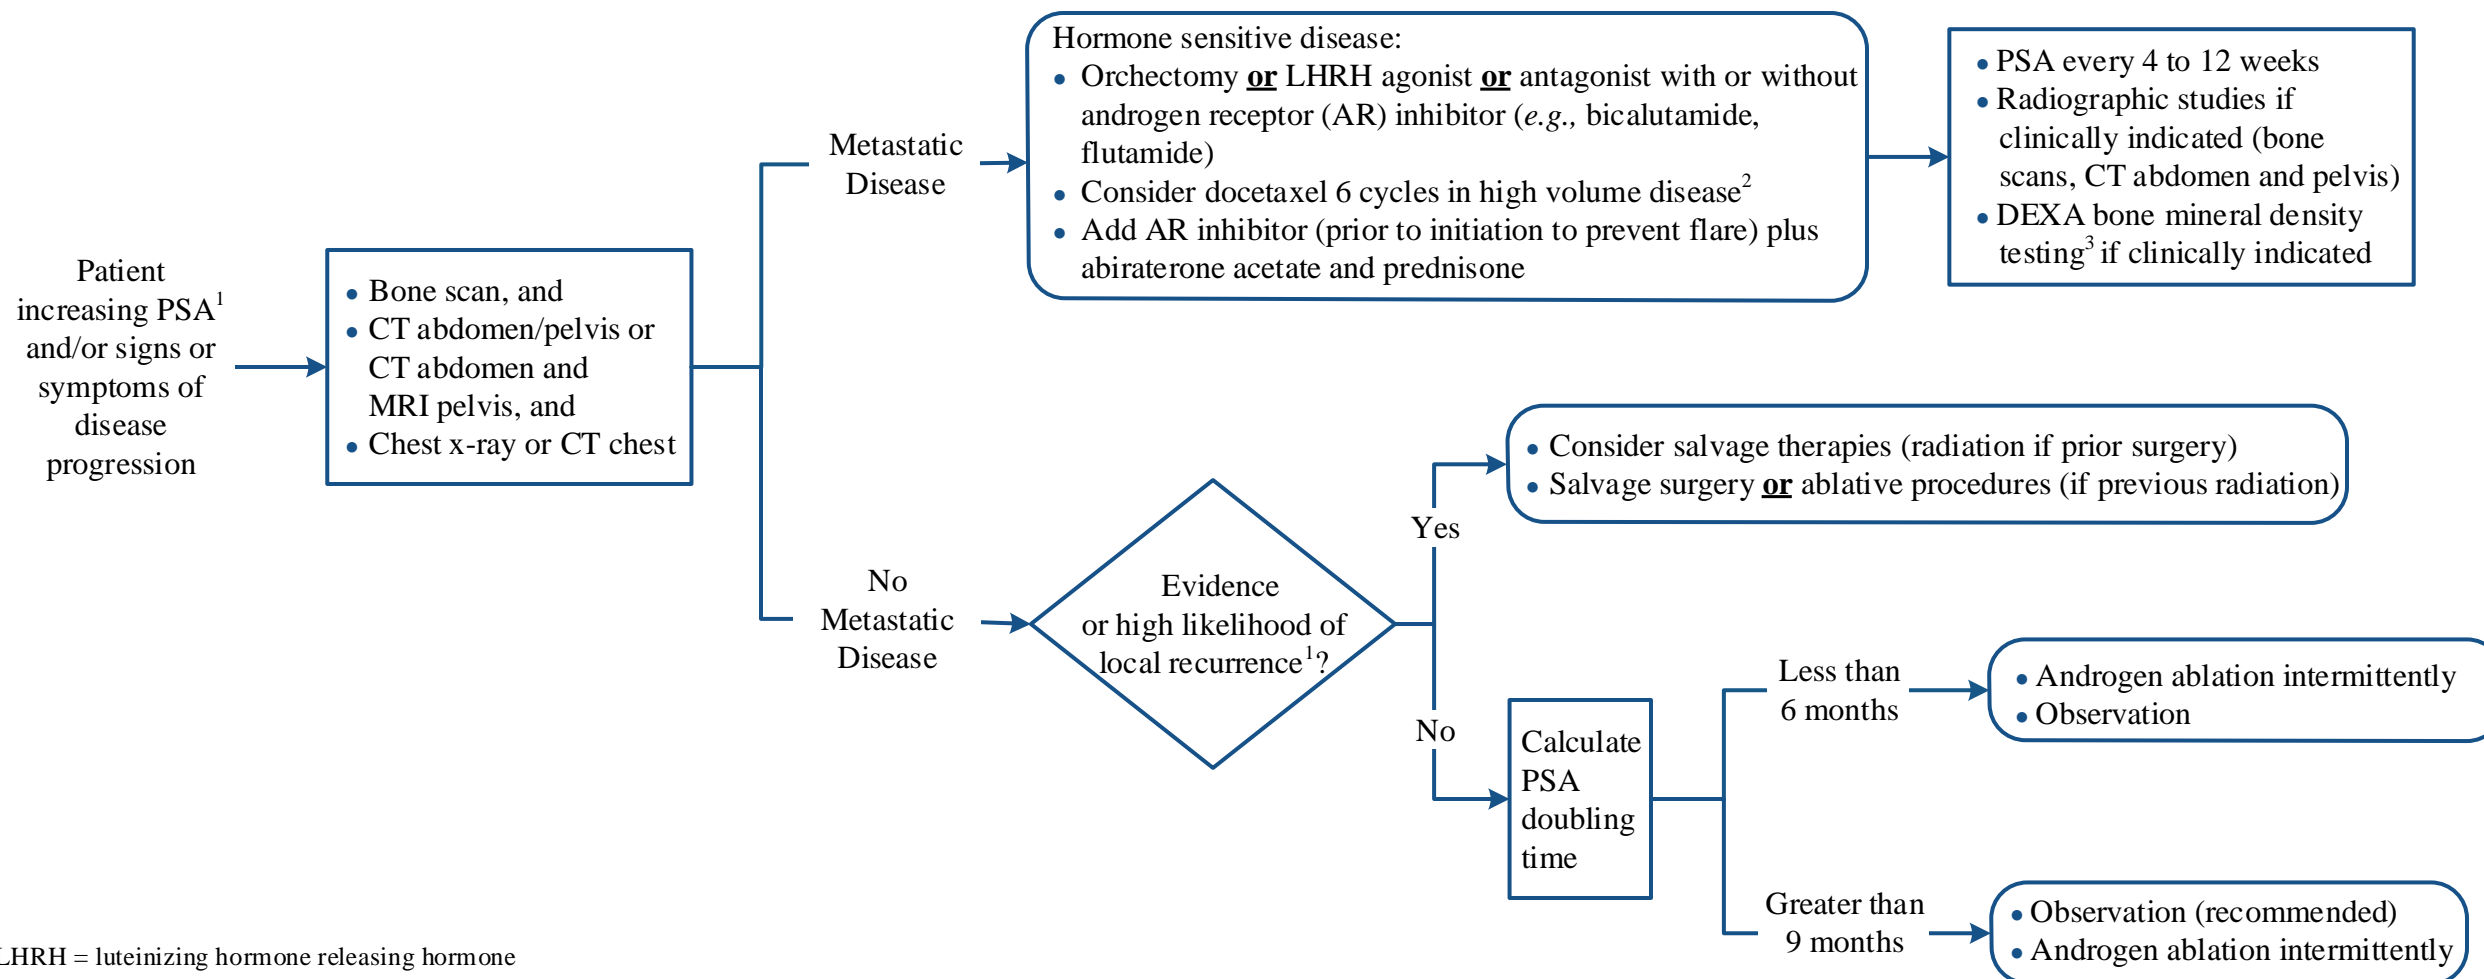 Patient
increasing PSA1
and/or signs or
symptoms of
disease
progression
● Bone scan, and
● CT abdomen/pelvis or
CT abdomen and
MRI pelvis, and
● Chest x-ray or CT chest
Metastatic
Disease
Hormone sensitive disease:
● Orchectomy or LHRH agonist or antagonist with or without
androgen receptor (AR) inhibitor (e.g., bicalutamide,
flutamide)
● Consider docetaxel 6 cycles in high volume disease2
● Add AR inhibitor (prior to initiation to prevent flare) plus
abiraterone acetate and prednisone
● PSA every 4 to 12 weeks
● Radiographic studies if
clinically indicated (bone
scans, CT abdomen and pelvis)
● DEXA bone mineral density
testing3 if clinically indicated
No
Metastatic
Disease
Evidence
or high likelihood of
local recurrence1?
Yes
● Consider salvage therapies (radiation if prior surgery)
● Salvage surgery or ablative procedures (if previous radiation)
No
Calculate
PSA
doubling
time
Less than
6 months
● Androgen ablation intermittently
● Observation
Greater than
9 months
● Observation (recommended)
● Androgen ablation intermittently
LHRH = luteinizing hormone releasing hormone